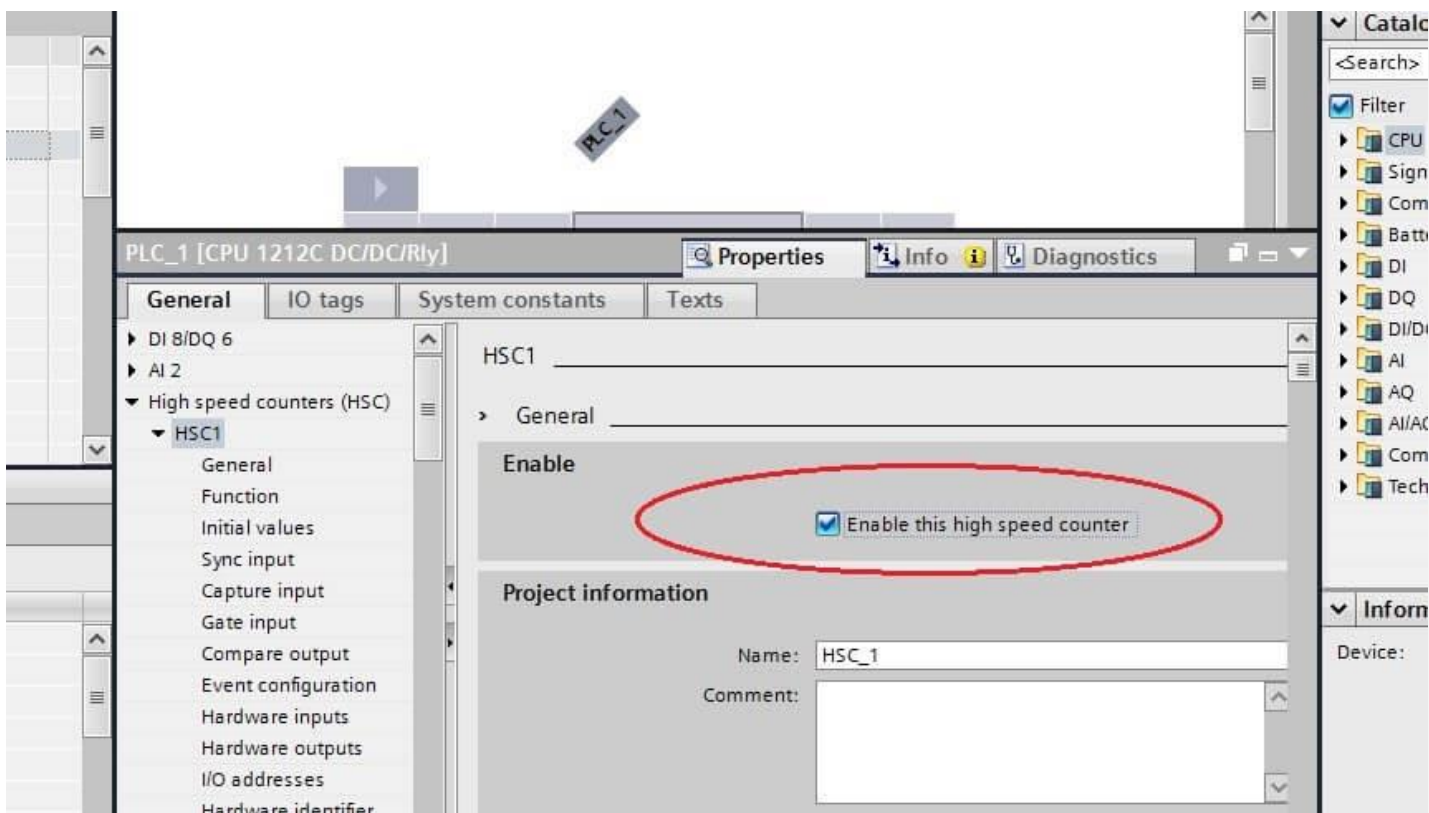 Catalo
<Search>
Filter
CPU
Sign
Com
Batte
DI
DQ
DI/D
AI
AQ
AI/A
Com
Tech
PLC_1
PLC_1 [CPU 1212C DC/DC/Rly]
Properties
Info
Diagnostics
General
IO tags
System constants
Texts
DI 8/DQ 6
AI 2
High speed counters (HSC)
HSC1
General
Function
Initial values
Sync input
Capture input
Gate input
Compare output
Event configuration
Hardware inputs
Hardware outputs
I/O addresses
Hardware identifier
HSC1
General
Enable
Enable this high speed counter
Project information
Name: HSC_1
Comment:
Inform
Device: